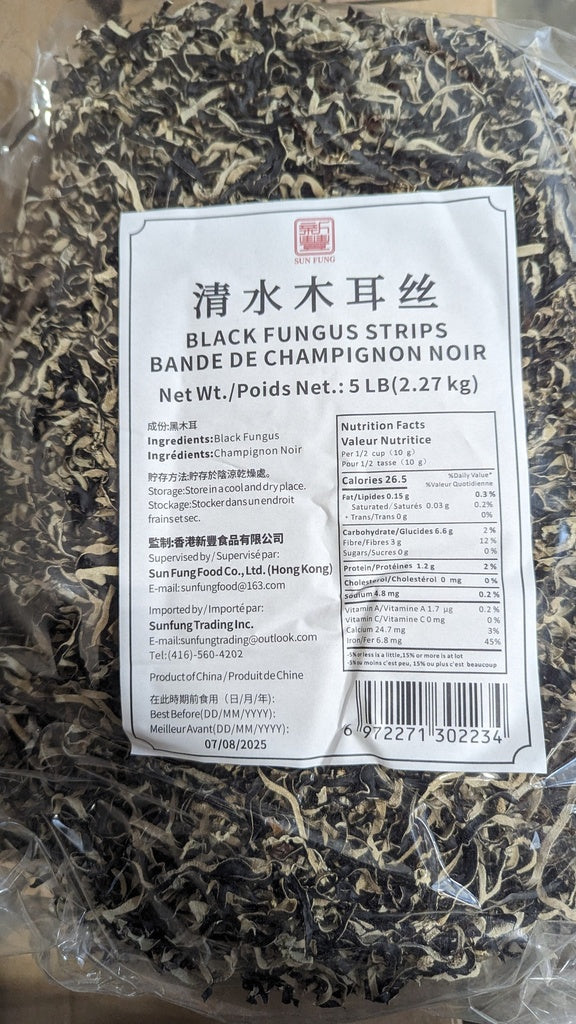 新豐
SUN FUNG
清水木耳丝
BLACK FUNGUS STRIPS
BANDE DE CHAMPIGNON NOIR
Net Wt./Poids Net.: 5 LB(2.27 kg)
成份:黑木耳
Ingredients:Black Fungus
Ingrédients:Champignon Noir
貯存方法:貯存於陰涼乾燥處。
Storage:Store in a cool and dry place.
Stockage:Stocker dans un endroit
frais et sec.
監制:香港新豐食品有限公司
Supervised by/Supervisé par:
Sun Fung Food Co., Ltd. (Hong Kong)
E-mail:sunfungfood@163.com
Imported by/Importé par:
Sunfung Trading Inc.
E-mail:sunfungtrading@outlook.com
Tel:(416)-560-4202
Product of China/Produit de Chine
在此時期前食用（日/月/年):
Best Before(DD/MM/YYYY):
Meilleur Avant(DD/MM/YYYY):
07/08/2025
Nutrition Facts
Valeur Nutritice
Per 1/2 cup (10 g)
Pour 1/2 tasse (10 g)
Calories 26.5 %Daily Value*
%Valeur Quotidienne
Fat/Lipides 0.15 g 0.3 %
Saturated/Saturés 0.03 g 0.2%
+ Trans/Trans 0 g 0%
Carbohydrate/Glucides 6.6 g 2 %
Fibre/Fibres 3 g 12 %
Sugars/Sucres 0 g 0 %
Protein/Protéines 1.2 g 2 %
Cholesterol/Cholestérol 0 mg 0 %
Sodium 4.8 mg 0.2 %
Vitamin A/Vitamine A 1.7 µg 0.2 %
Vitamin C/Vitamine C 0 mg 0 %
Calcium 24.7 mg 3%
Iron/Fer 6.8 mg 45%
*5% or less is a little,15% or more is at lot
*5% ou moins c'est peu, 15% ou plus c'est beaucoup
6 972271 302234